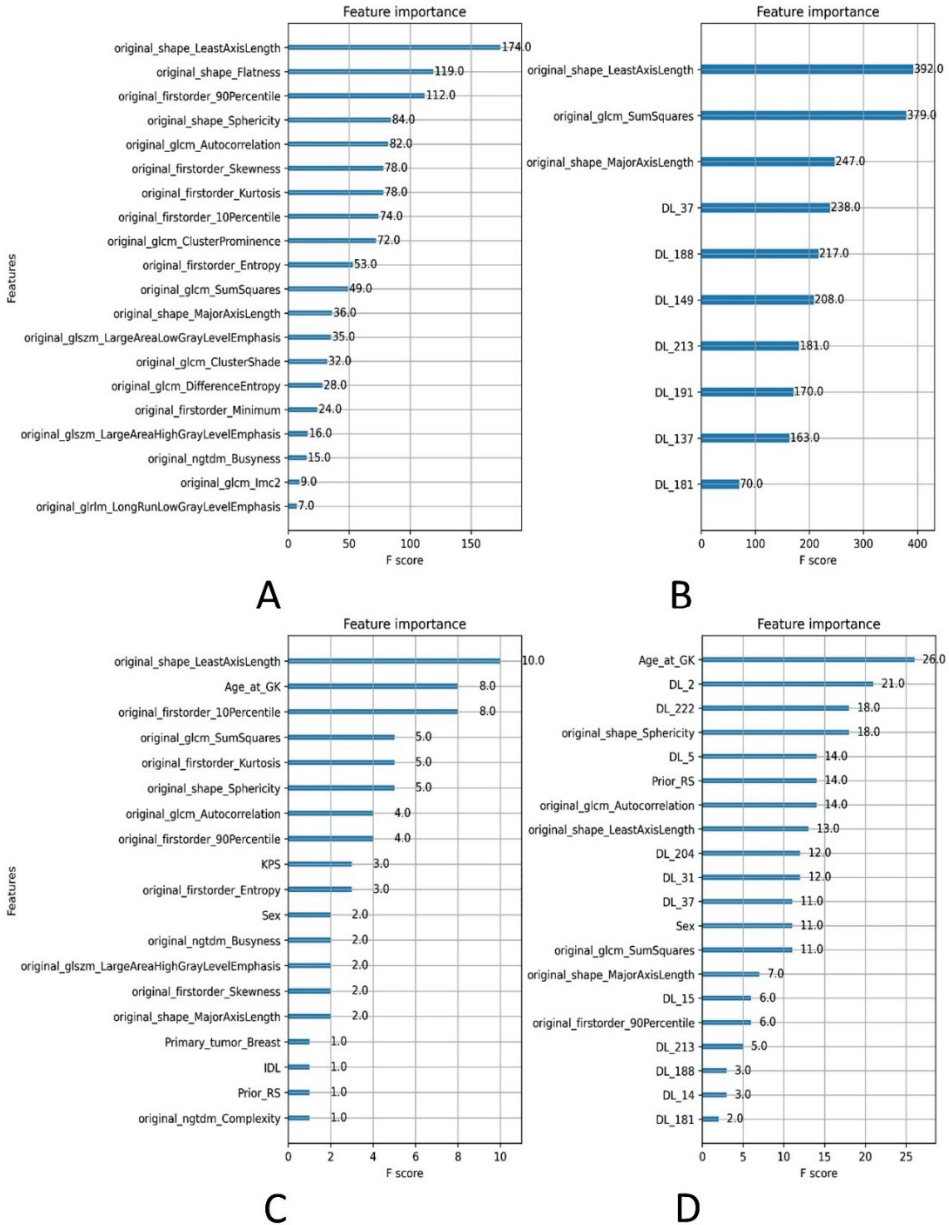 Feature importance
Features
original_shape_LeastAxisLength 174.0
original_shape_Flatness 119.0
original_firstorder_90Percentile 112.0
original_shape_Sphericity 84.0
original_glcm_Autocorrelation 82.0
original_firstorder_Skewness 78.0
original_firstorder_Kurtosis 78.0
original_firstorder_10Percentile 74.0
original_glcm_ClusterProminence 72.0
original_firstorder_Entropy 53.0
original_glcm_SumSquares 49.0
original_shape_MajorAxisLength 36.0
original_glszm_LargeAreaLowGrayLevelEmphasis 35.0
original_glcm_ClusterShade 32.0
original_glcm_DifferenceEntropy 28.0
original_firstorder_Minimum 24.0
original_glszm_LargeAreaHighGrayLevelEmphasis 16.0
original_ngtdm_Busyness 15.0
original_glcm_Imc2 9.0
original_glrlm_LongRunLowGrayLevelEmphasis 7.0
0 50 100 150
F score
A
Feature importance
original_shape_LeastAxisLength 392.0
original_glcm_SumSquares 379.0
original_shape_MajorAxisLength 247.0
DL_37 238.0
DL_188 217.0
DL_149 208.0
DL_213 181.0
DL_191 170.0
DL_137 163.0
DL_181 70.0
0 100 200 300 400
F score
B
Feature importance
Features
original_shape_LeastAxisLength 10.0
Age_at_GK 8.0
original_firstorder_10Percentile 8.0
original_glcm_SumSquares 5.0
original_firstorder_Kurtosis 5.0
original_shape_Sphericity 5.0
original_glcm_Autocorrelation 4.0
original_firstorder_90Percentile 4.0
KPS 3.0
original_firstorder_Entropy 3.0
Sex 2.0
original_ngtdm_Busyness 2.0
original_glszm_LargeAreaHighGrayLevelEmphasis 2.0
original_firstorder_Skewness 2.0
original_shape_MajorAxisLength 2.0
Primary_tumor_Breast 1.0
IDL 1.0
Prior_RS 1.0
original_ngtdm_Complexity 1.0
0 2 4 6 8 10
F score
C
Feature importance
Age_at_GK 26.0
DL_2 21.0
DL_222 18.0
original_shape_Sphericity 18.0
DL_5 14.0
Prior_RS 14.0
original_glcm_Autocorrelation 14.0
original_shape_LeastAxisLength 13.0
DL_204 12.0
DL_31 12.0
DL_37 11.0
Sex 11.0
original_glcm_SumSquares 11.0
original_shape_MajorAxisLength 7.0
DL_15 6.0
original_firstorder_90Percentile 6.0
DL_213 5.0
DL_188 3.0
DL_14 3.0
DL_181 2.0
0 5 10 15 20 25
F score
D